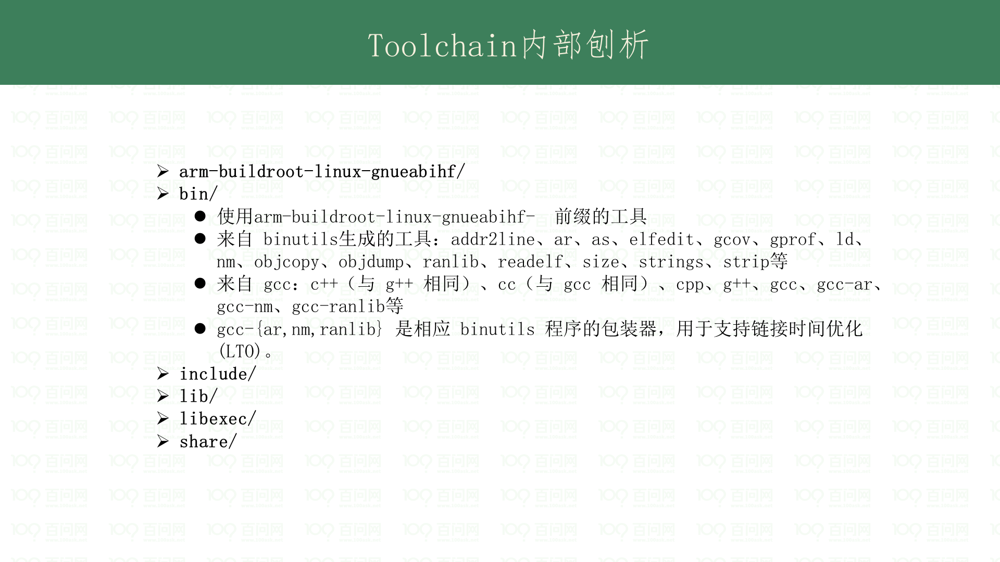 Toolchain内部刨析
arm-buildroot-linux-gnueabihf/
bin/
使用arm-buildroot-linux-gnueabihf- 前缀的工具
来自 binutils生成的工具：addr2line、ar、as、elfedit、gcov、gprof、ld、
nm、objcopy、objdump、ranlib、readelf、size、strings、strip等
来自 gcc：c++（与 g++ 相同）、cc（与 gcc 相同）、cpp、g++、gcc、gcc-ar、
gcc-nm、gcc-ranlib等
gcc-{ar,nm,ranlib} 是相应 binutils 程序的包装器，用于支持链接时间优化
(LTO)。
include/
lib/
libexec/
share/